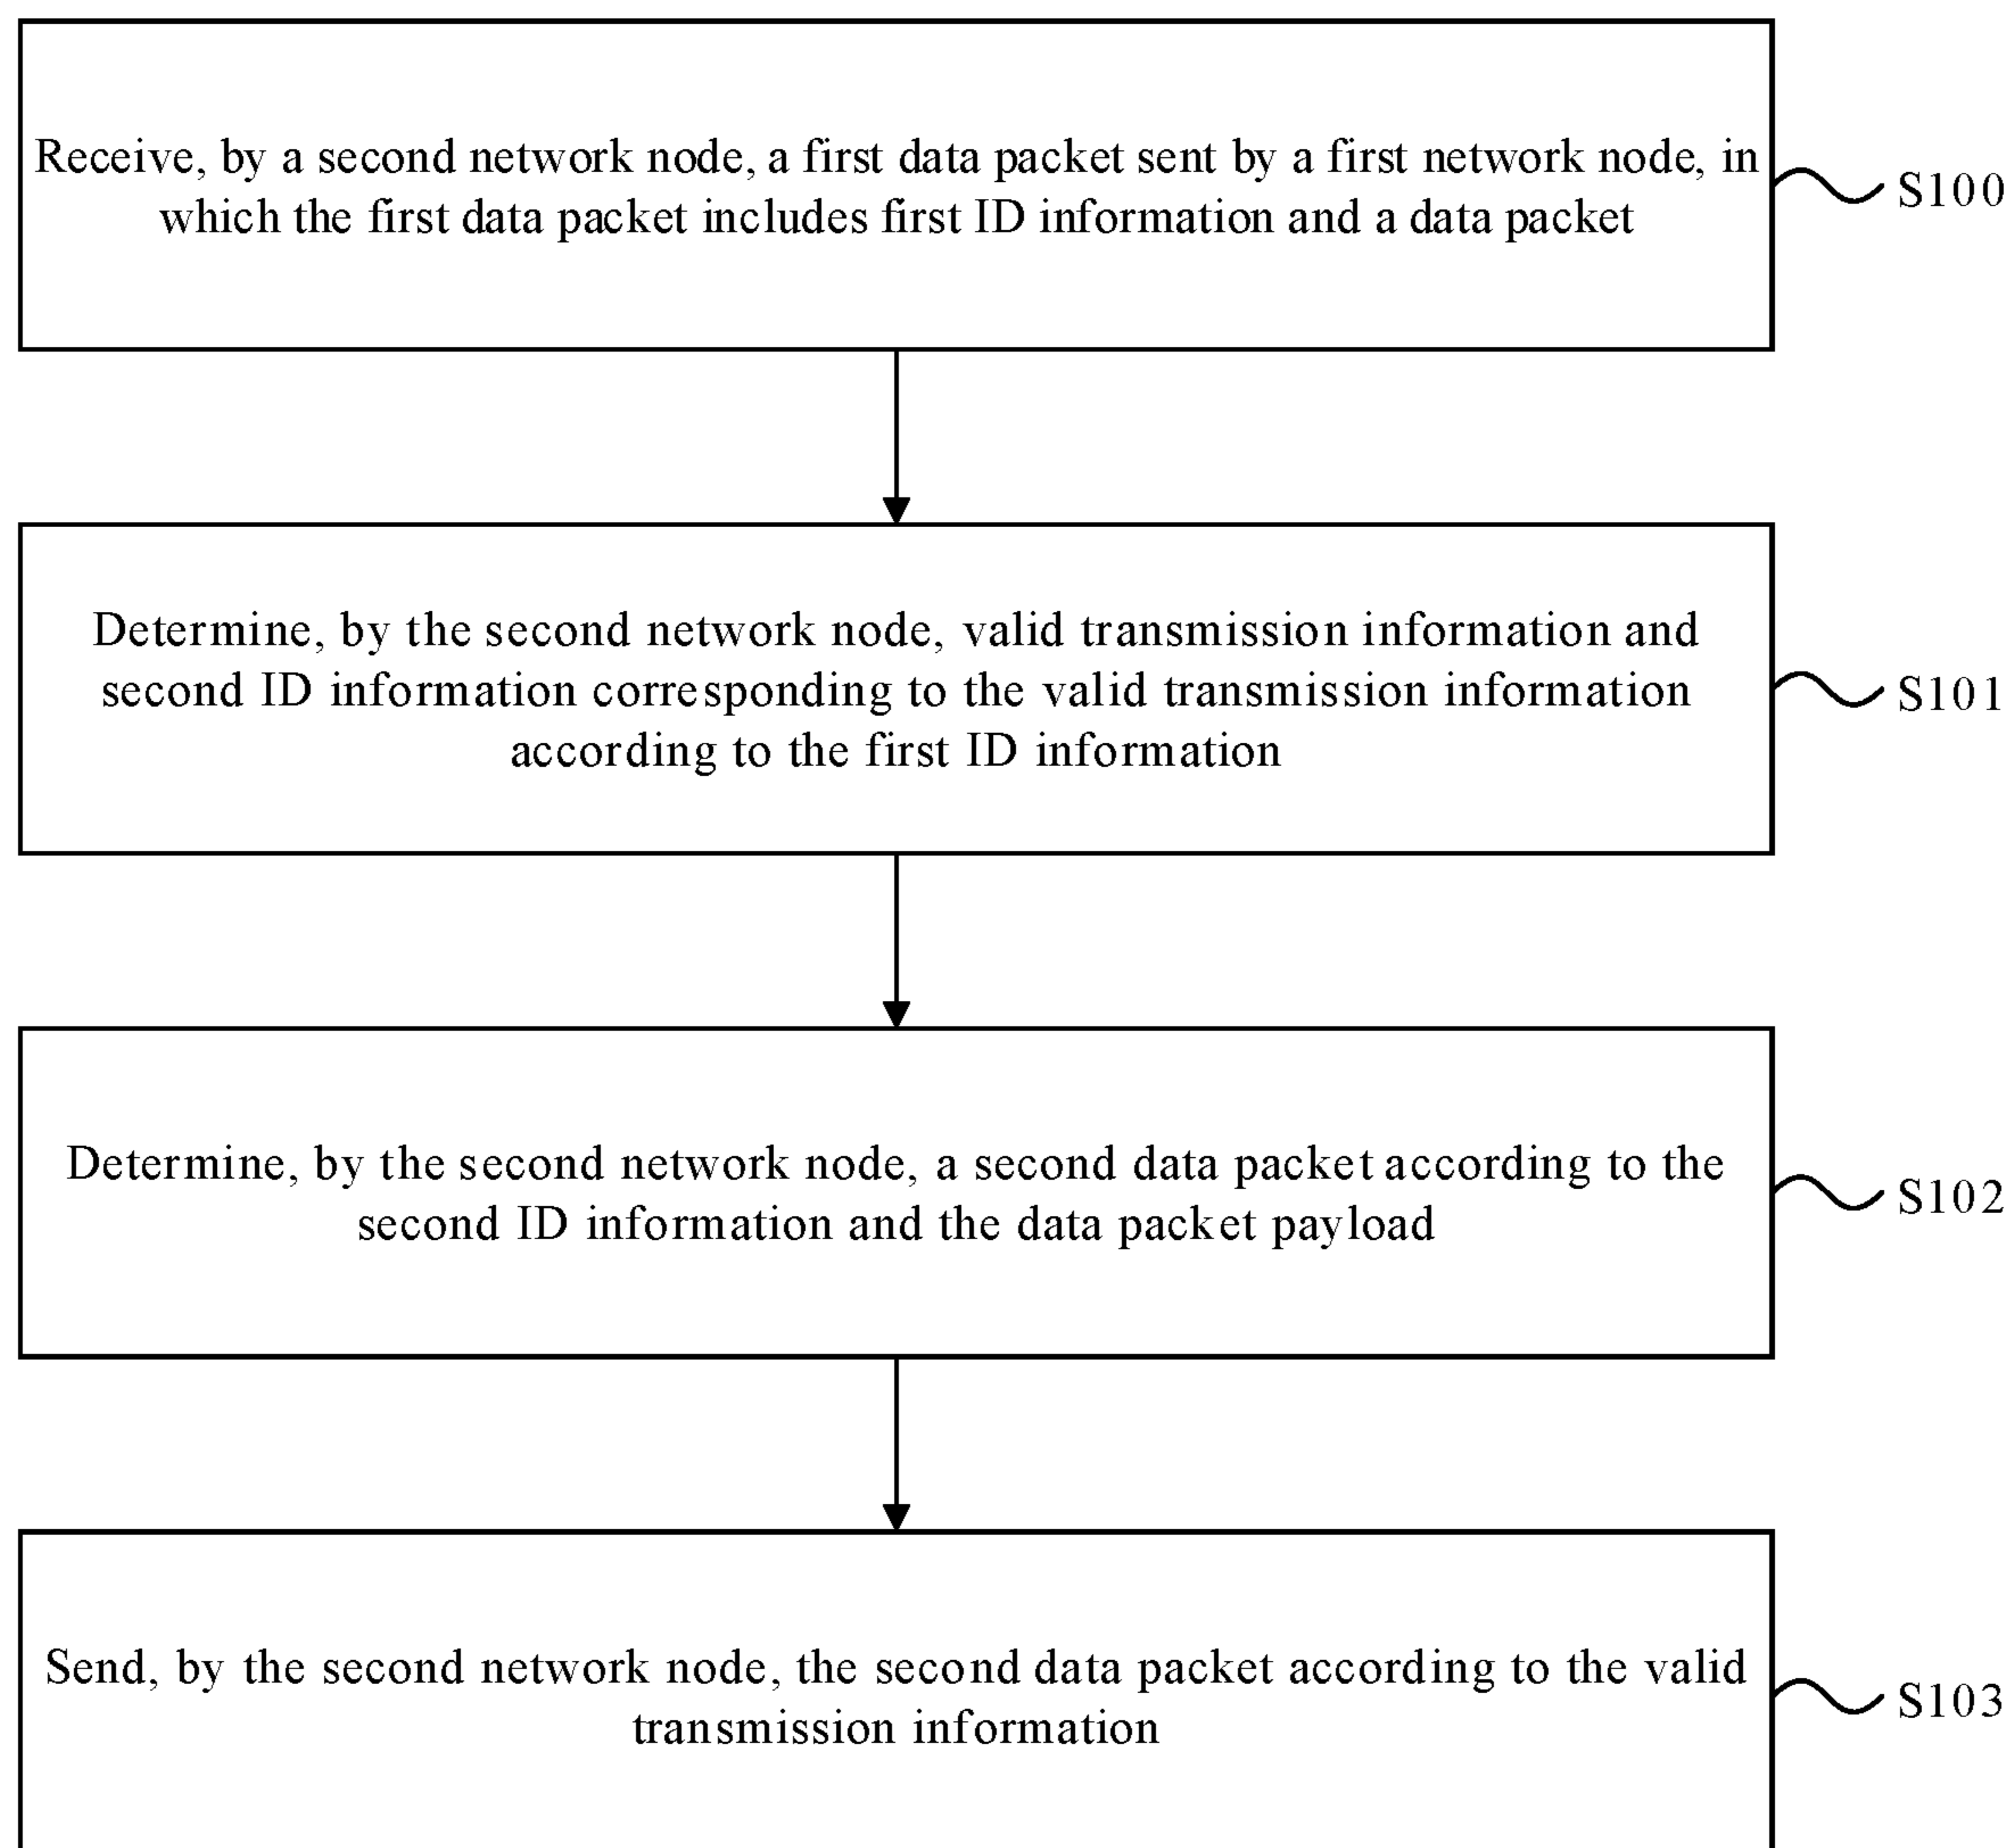 Receive, by a second network node, a first data packet sent by a first network node, in
which the first data packet includes first ID information and a data packet
S100
Determine, by the second network node, valid transmission information and
second ID information corresponding to the valid transmission information
according to the first ID information
S101
Determine, by the second network node, a second data packet according to the
second ID information and the data packet payload
S102
Send, by the second network node, the second data packet according to the valid
transmission information
S103